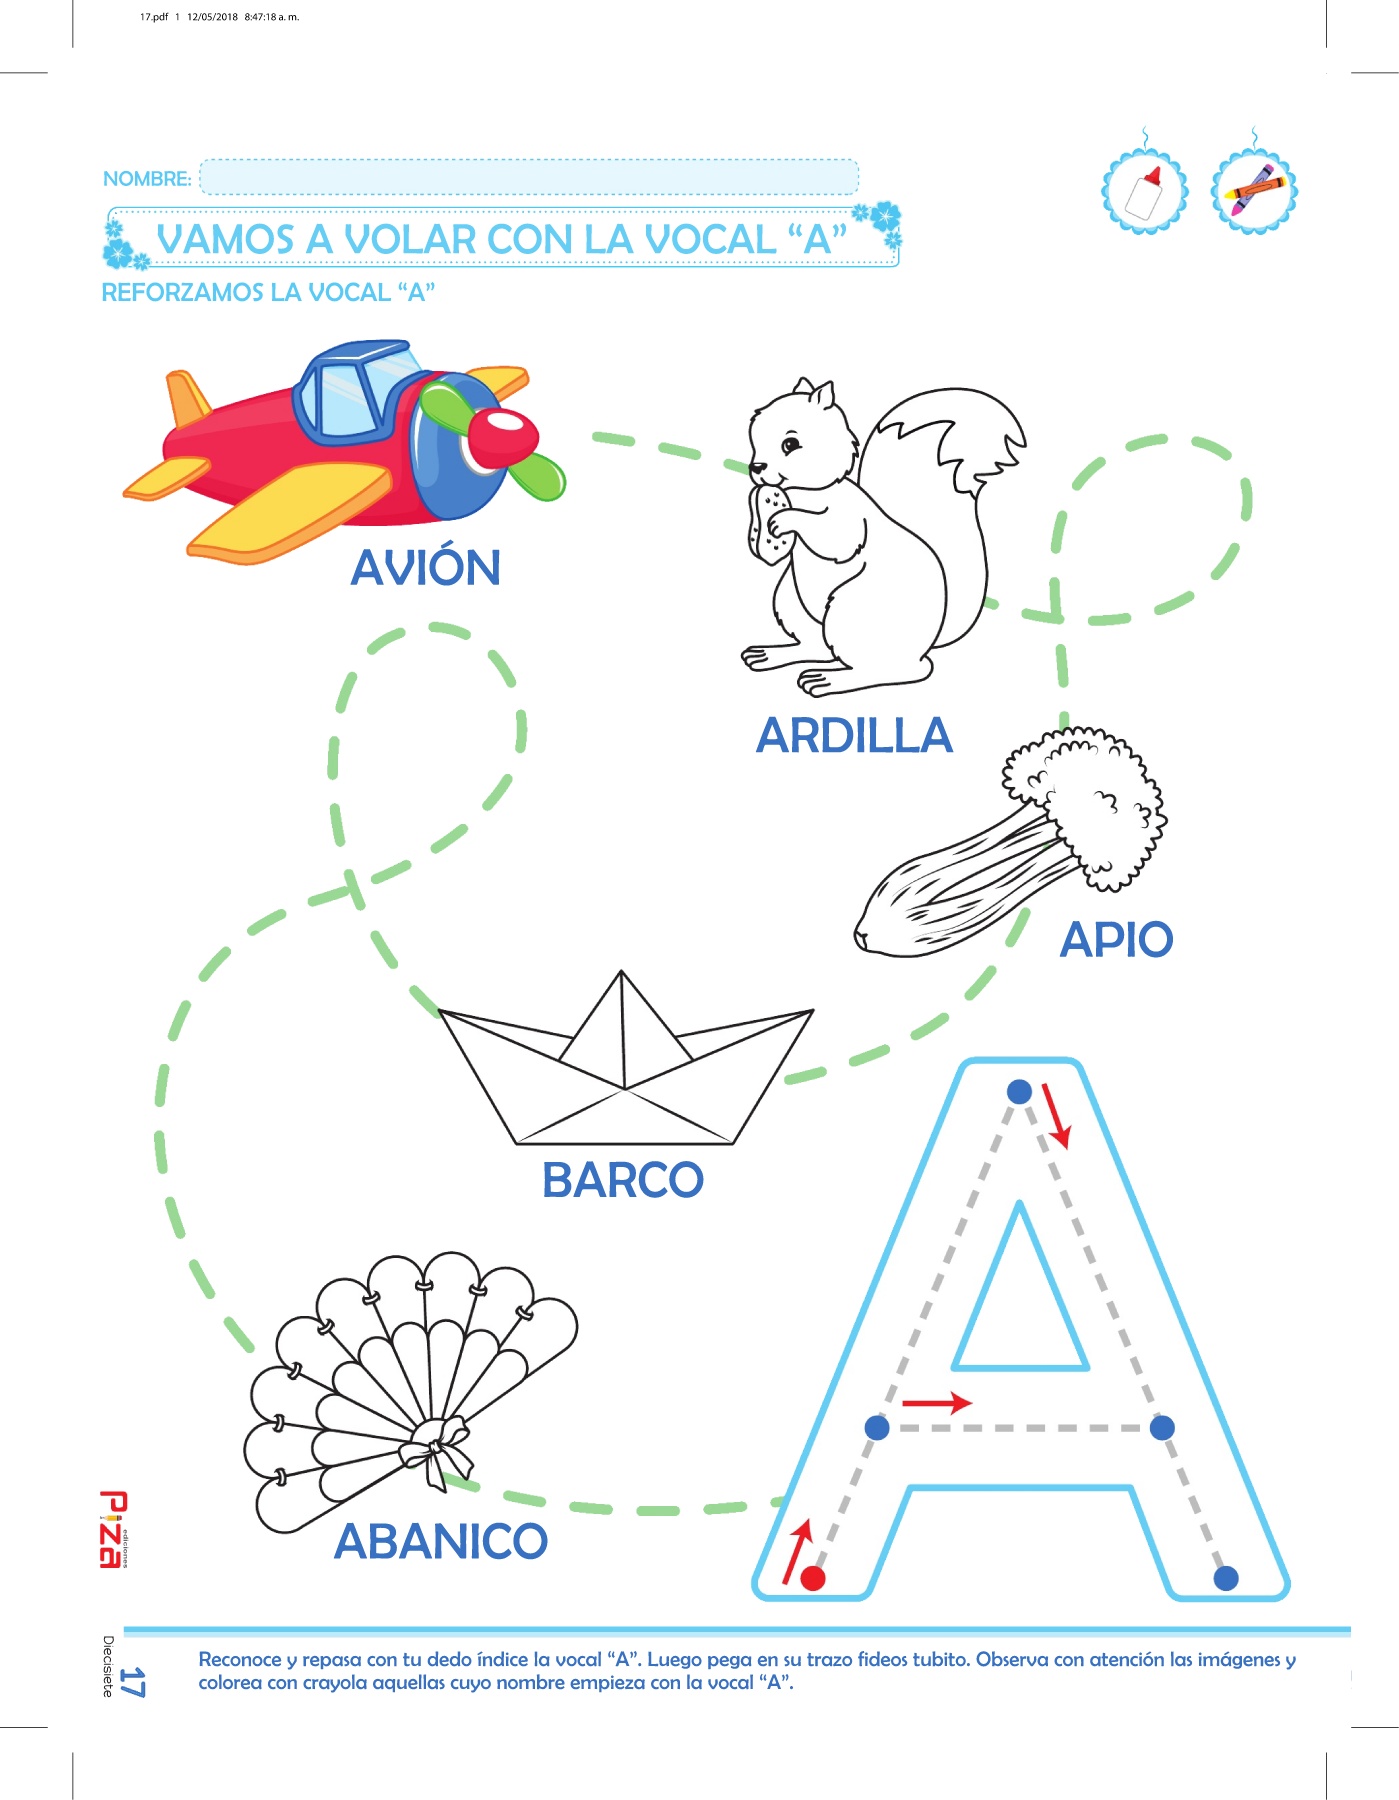 17.pdf 1 12/05/2018 8:47:18 a. m.
NOMBRE:
VAMOS A VOLAR CON LA VOCAL “A”
REFORZAMOS LA VOCAL “A”
AVIÓN
ARDILLA
APIO
BARCO
ABANICO
A
Piza
ediciones
17
Diecisiete
Reconoce y repasa con tu dedo índice la vocal “A”. Luego pega en su trazo fideos tubito. Observa con atención las imágenes y
colorea con crayola aquellas cuyo nombre empieza con la vocal “A”.